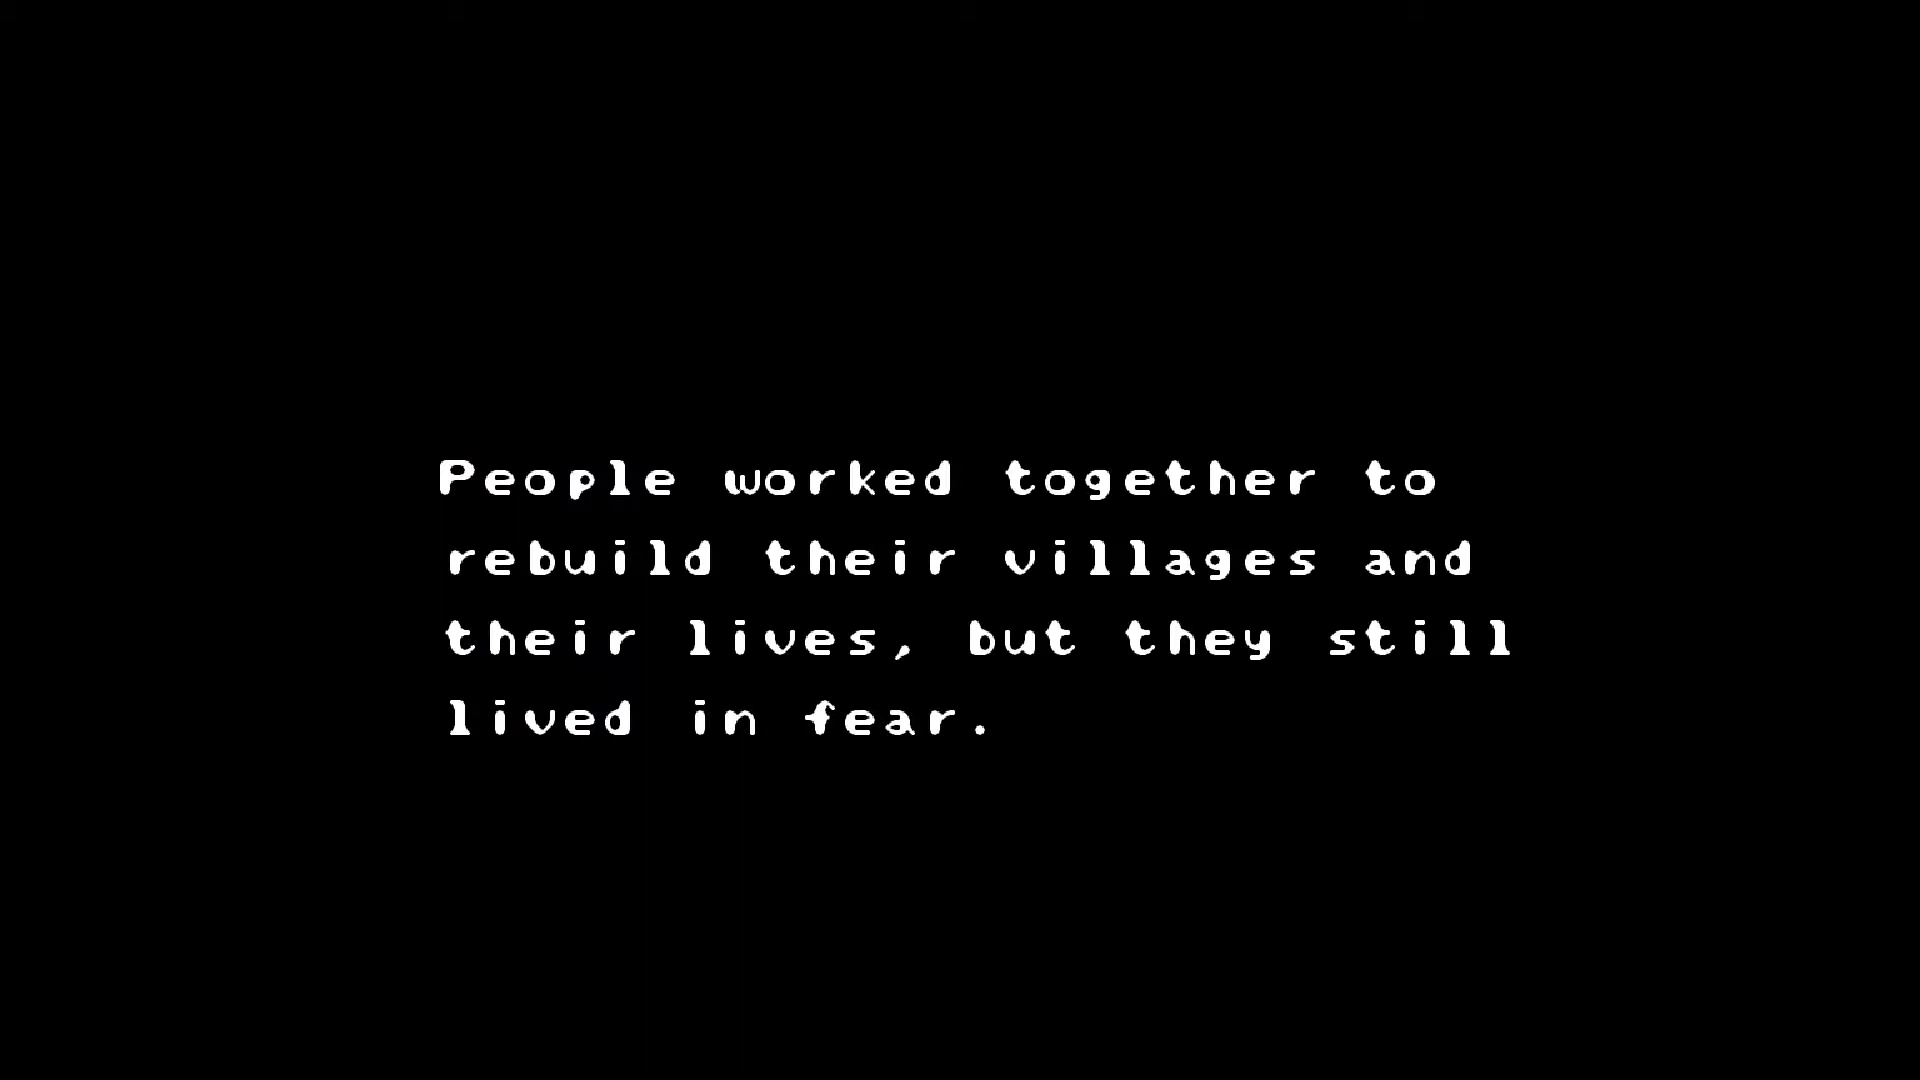 People worked together to
rebuild their villages and
their lives, but they still
lived in fear.